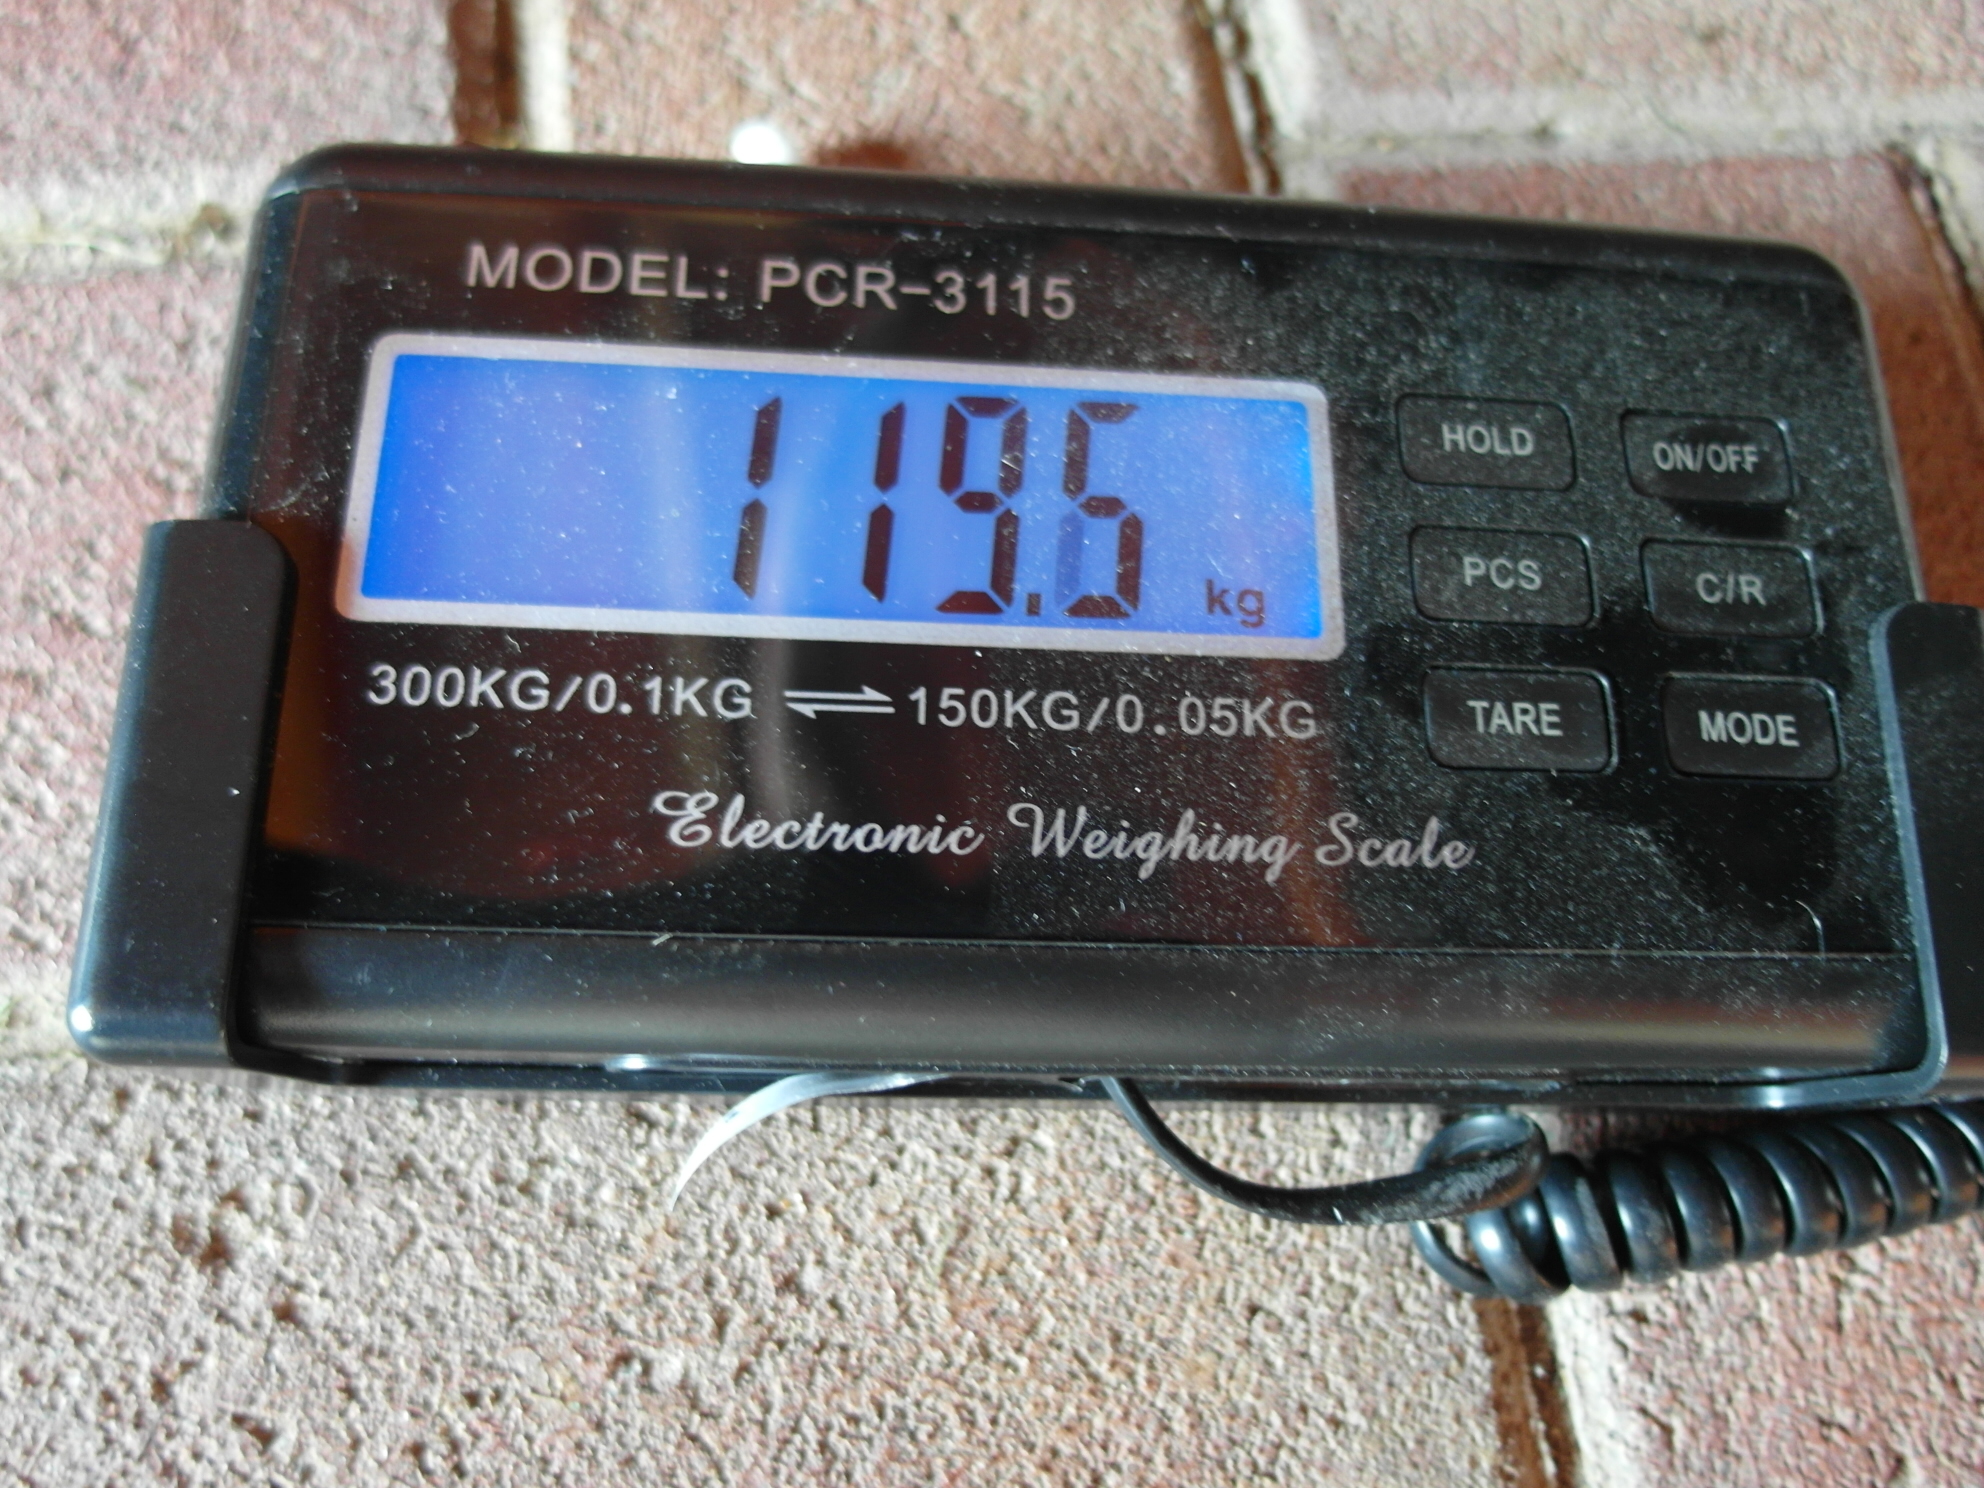 MODEL: PCR-3115
119.5 kg
300KG/0.1KG ⇌ 150KG/0.05KG
Electronic Weighing Scale
HOLD ON/OFF
PCS C/R
TARE MODE